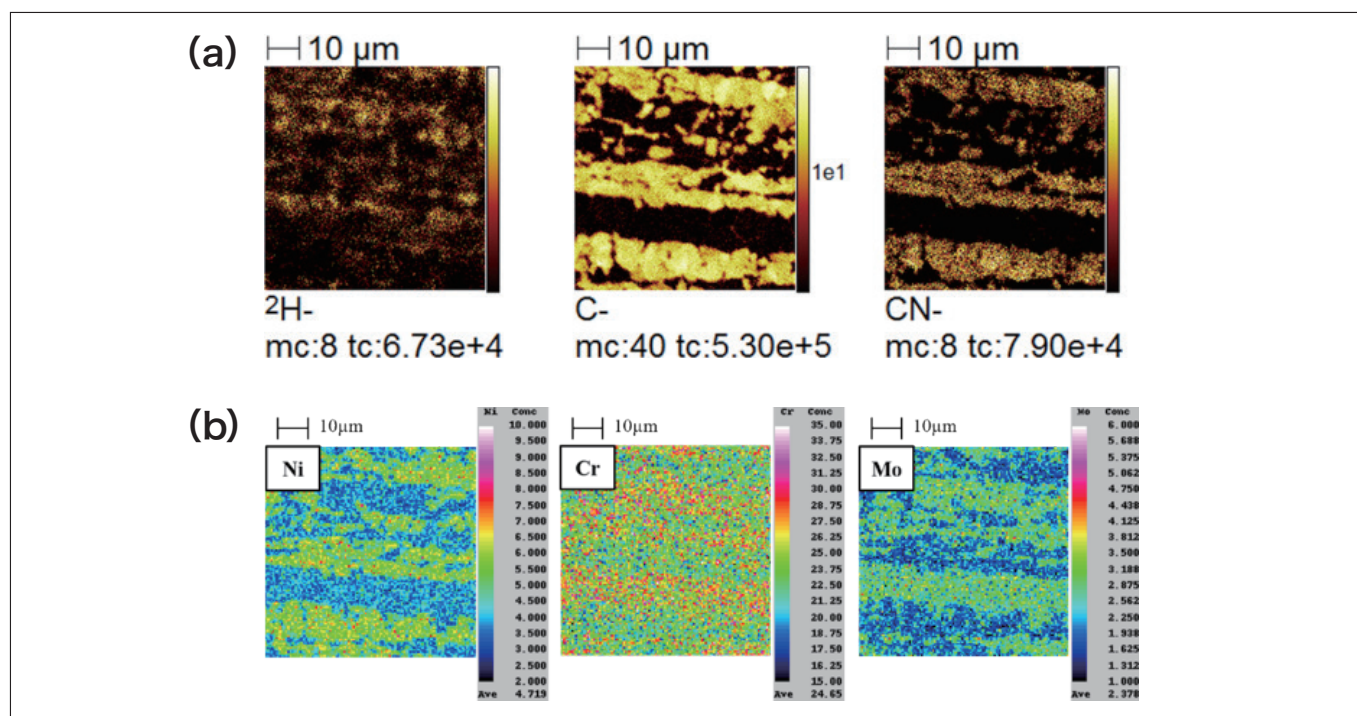 (a)
10 µm
10 µm
10 µm
1e1
²H-
mc:8 tc:6.73e+4
C-
mc:40 tc:5.30e+5
CN-
mc:8 tc:7.90e+4
(b)
10µm
Ni
Ni Conc
10.000
9.500
9.000
8.500
8.000
7.500
7.000
6.500
6.000
5.500
5.000
4.500
4.000
3.500
3.000
2.500
2.000
Ave 4.719
10µm
Cr
Cr Conc
35.00
33.75
32.50
31.25
30.00
28.75
27.50
26.25
25.00
23.75
22.50
21.25
20.00
18.75
17.50
16.25
15.00
Ave 24.65
10µm
Mo
Mo Conc
6.000
5.688
5.375
5.062
4.750
4.438
4.125
3.812
3.500
3.188
2.875
2.562
2.250
1.938
1.625
1.312
1.000
Ave 2.378